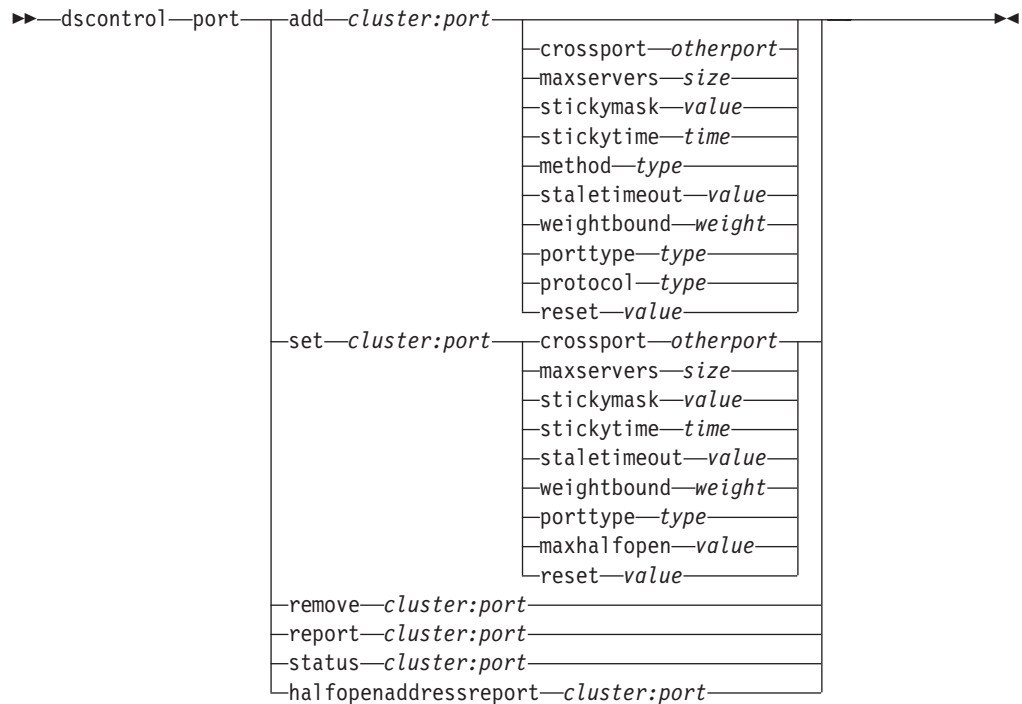 dscontrol port add cluster:port
crossport otherport
maxservers size
stickymask value
stickytime time
method type
staletimeout value
weightbound weight
porttype type
protocol type
reset value
set cluster:port crossport otherport
maxservers size
stickymask value
stickytime time
staletimeout value
weightbound weight
porttype type
maxhalfopen value
reset value
remove cluster:port
report cluster:port
status cluster:port
halfopenaddressreport cluster:port